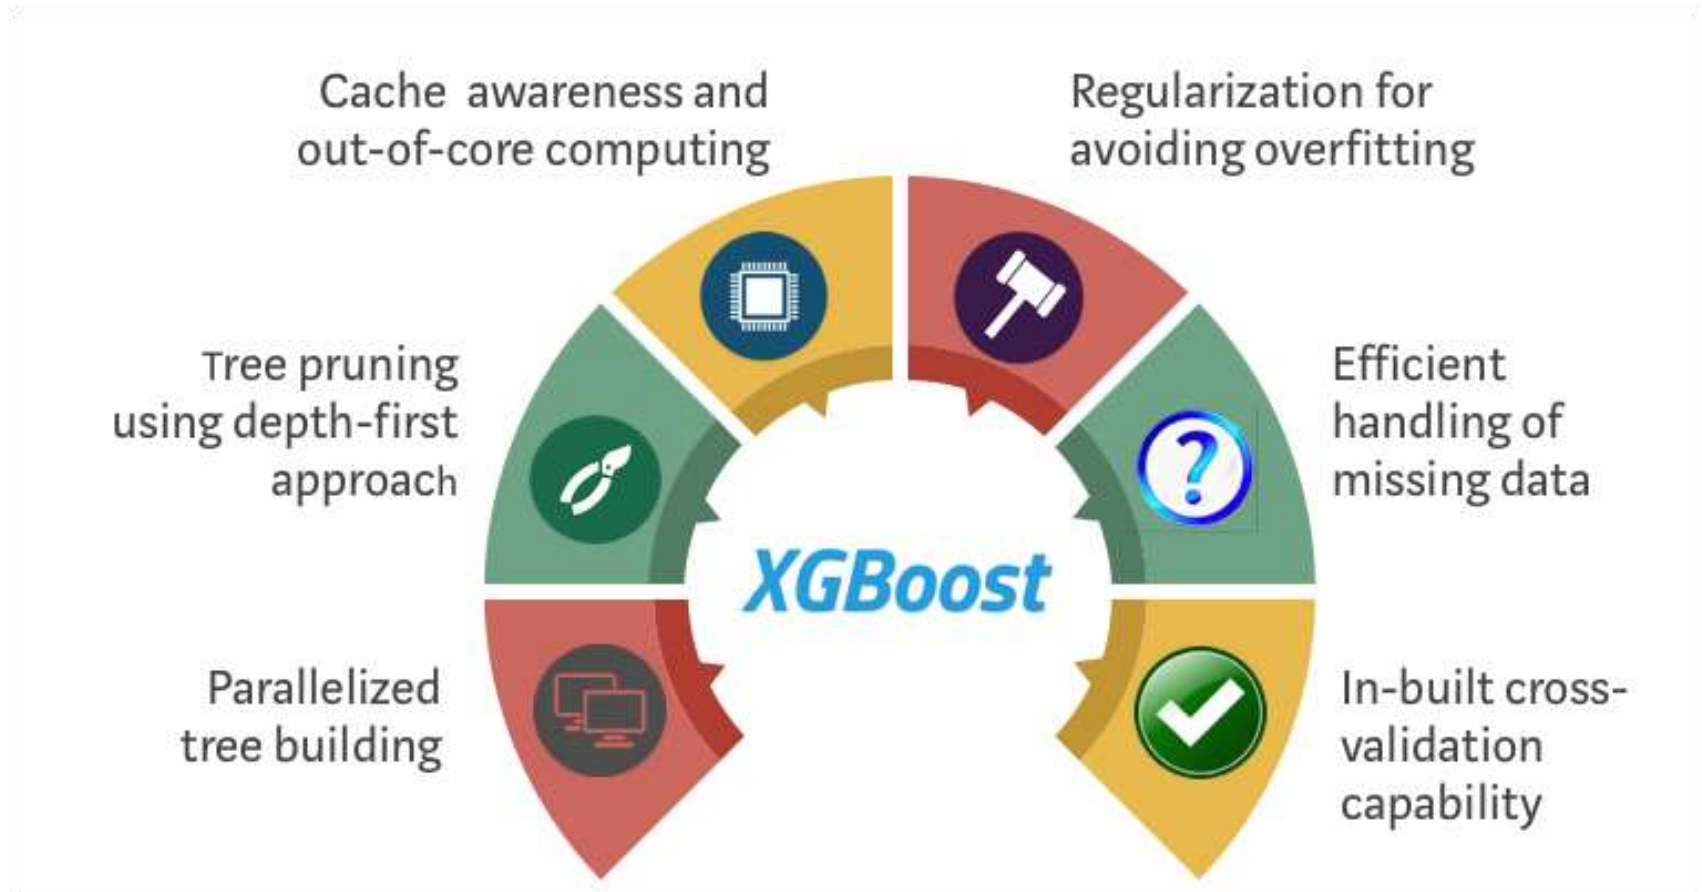 Cache awareness and
out-of-core computing
Regularization for
avoiding overfitting
Tree pruning
using depth-first
approach
Efficient
handling of
missing data
XGBoost
Parallelized
tree building
In-built cross-
validation
capability